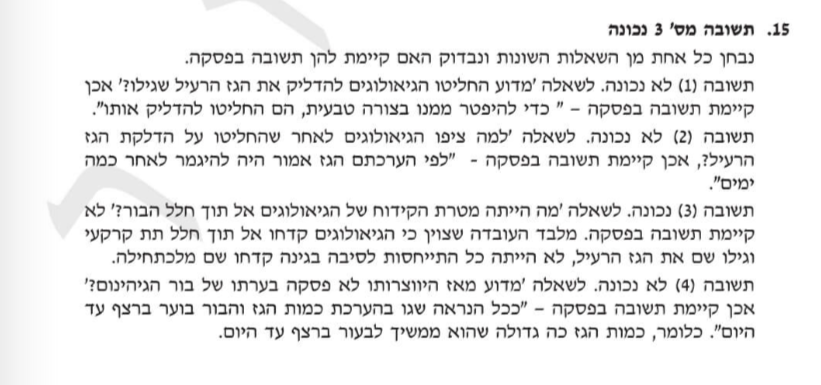 15. תשובה מס' 3 נכונה
נבחן כל אחת מן השאלות השונות ונבדוק האם קיימת להן תשובה בפסקה.
תשובה (1) לא נכונה. לשאלה 'מדוע החליטו הגיאולוגים להדליק את הגז הרעיל שגילו?' אכן
קיימת תשובה בפסקה – " כדי להיפטר ממנו בצורה טבעית, הם החליטו להדליק אותו".
תשובה (2) לא נכונה. לשאלה 'למה ציפו הגיאולוגים לאחר שהחליטו על הדלקת הגז
הרעיל?, אכן קיימת תשובה בפסקה - "לפי הערכתם הגז אמור היה להיגמר לאחר כמה
ימים".
תשובה (3) נכונה. לשאלה 'מה הייתה מטרת הקידוח של הגיאולוגים אל תוך חלל הבור?' לא
קיימת תשובה בפסקה. מלבד העובדה שצוין כי הגיאולוגים קדחו אל תוך חלל תת קרקעי
וגילו שם את הגז הרעיל, לא הייתה כל התייחסות לסיבה בגינה קדחו שם מלכתחילה.
תשובה (4) לא נכונה. לשאלה 'מדוע מאז היווצרותו לא פסקה בערתו של בור הגיהינום?'
אכן קיימת תשובה בפסקה – "ככל הנראה שגו בהערכת כמות הגז והבור בוער ברצף עד
היום". כלומר, כמות הגז כה גדולה שהוא ממשיך לבעור ברצף עד היום.